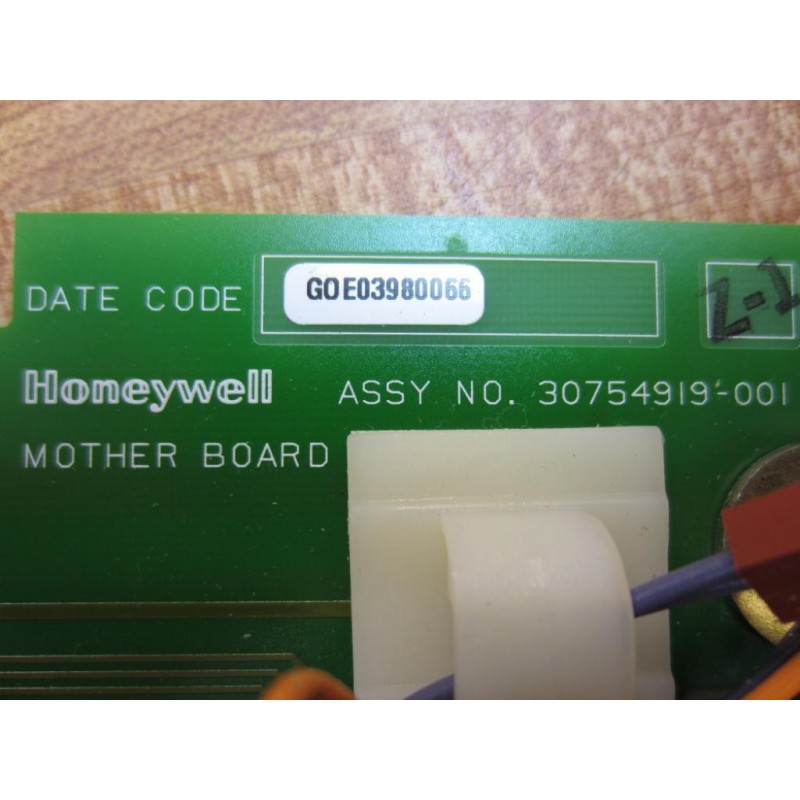 DATE CODE GOE03980066 Z-1
Honeywell ASSY NO. 30754919-001
MOTHER BOARD